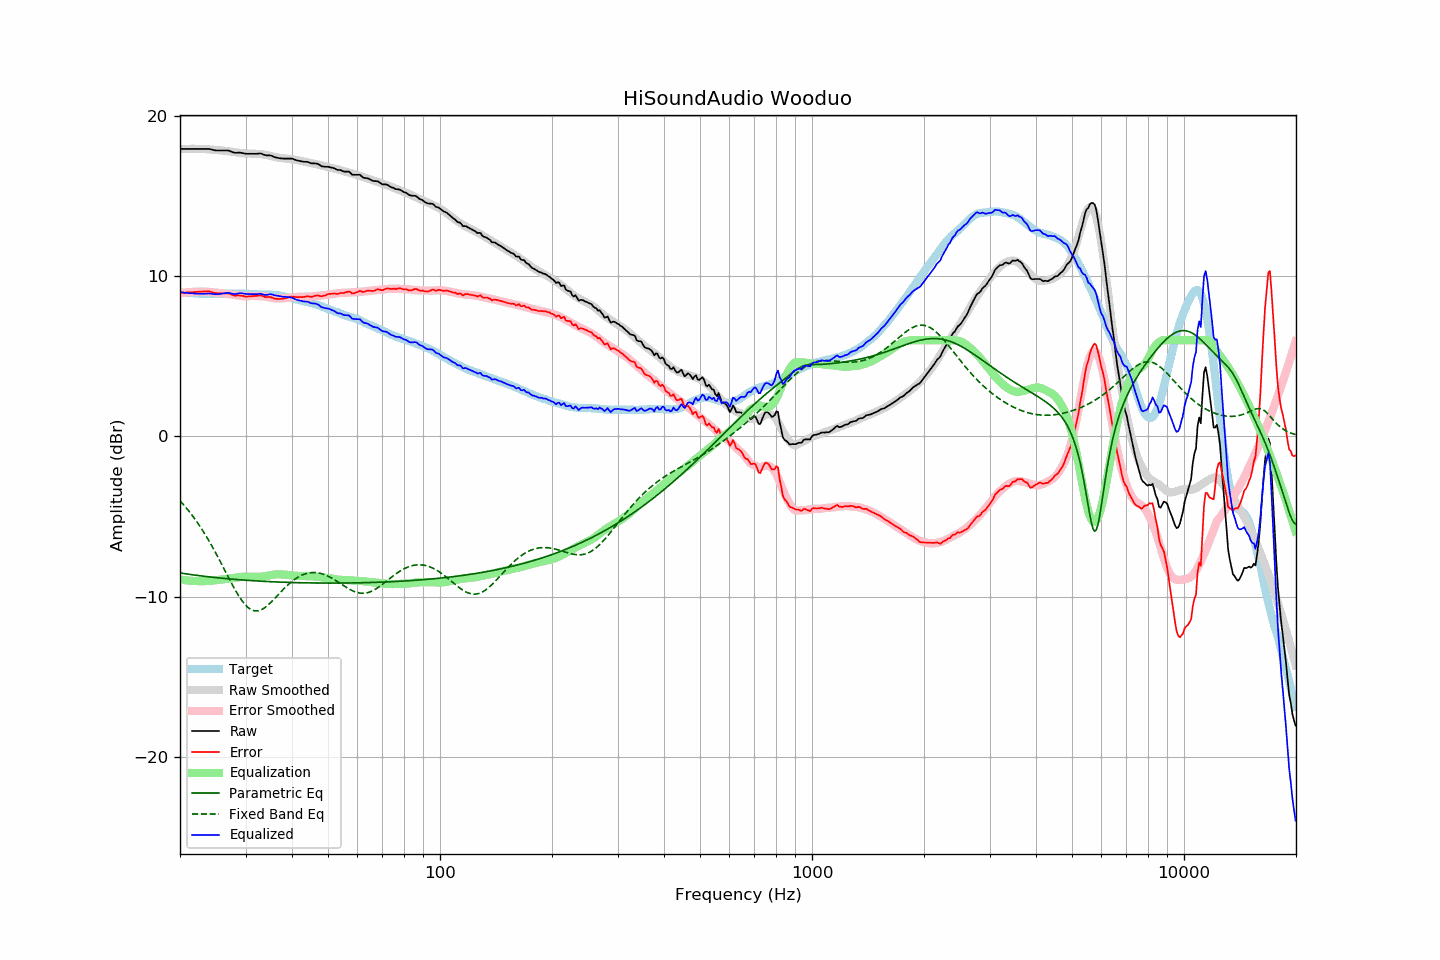 HiSoundAudio Wooduo
20
10
0
−10
−20
Amplitude (dBr)
Target
Raw Smoothed
Error Smoothed
Raw
Error
Equalization
Parametric Eq
Fixed Band Eq
Equalized
100
1000
10000
Frequency (Hz)